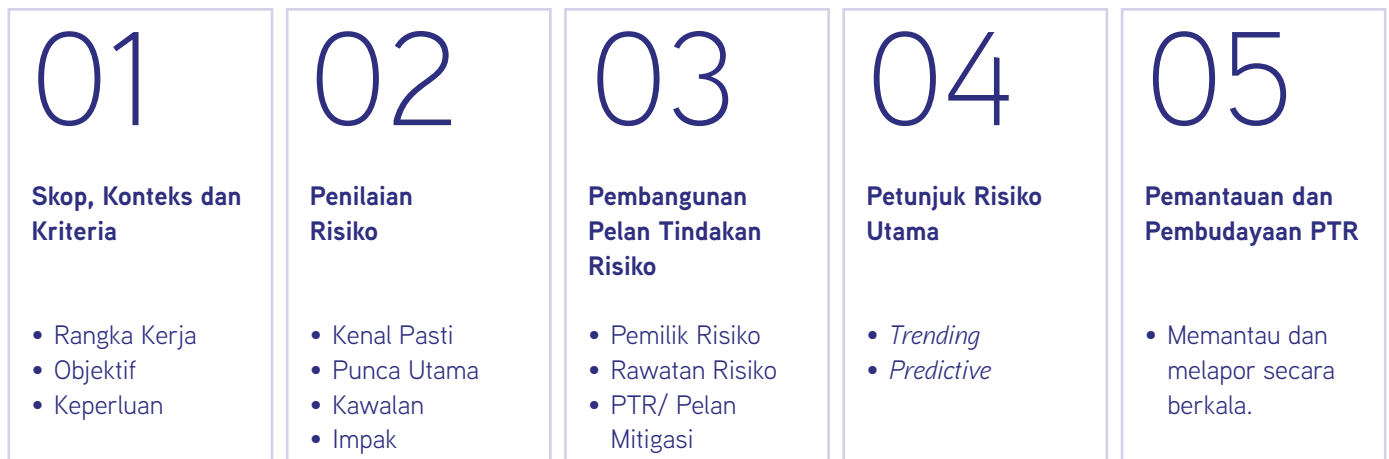 01
Skop, Konteks dan
Kriteria
• Rangka Kerja
• Objektif
• Keperluan
02
Penilaian
Risiko
• Kenal Pasti
• Punca Utama
• Kawalan
• Impak
03
Pembangunan
Pelan Tindakan
Risiko
• Pemilik Risiko
• Rawatan Risiko
• PTR/ Pelan
Mitigasi
04
Petunjuk Risiko
Utama
• Trending
• Predictive
05
Pemantauan dan
Pembudayaan PTR
• Memantau dan
melapor secara
berkala.